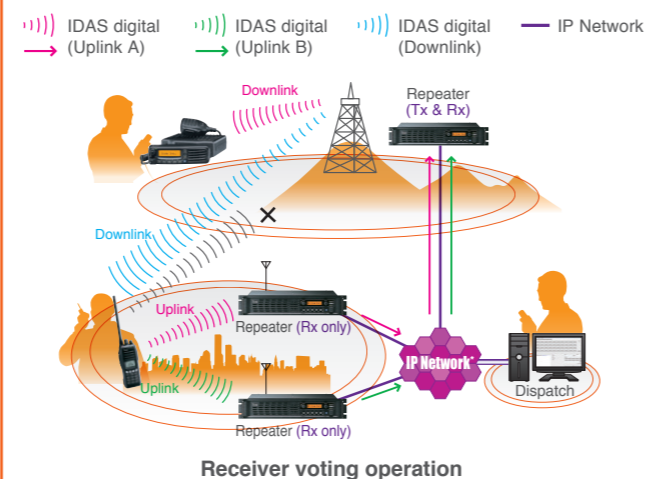 IDAS digital
(Uplink A)
IDAS digital
(Uplink B)
IDAS digital
(Downlink)
IP Network
Downlink
Repeater
(Tx & Rx)
Downlink
Uplink
Repeater (Rx only)
IP Network*
Uplink
Dispatch
Repeater (Rx only)
Receiver voting operation